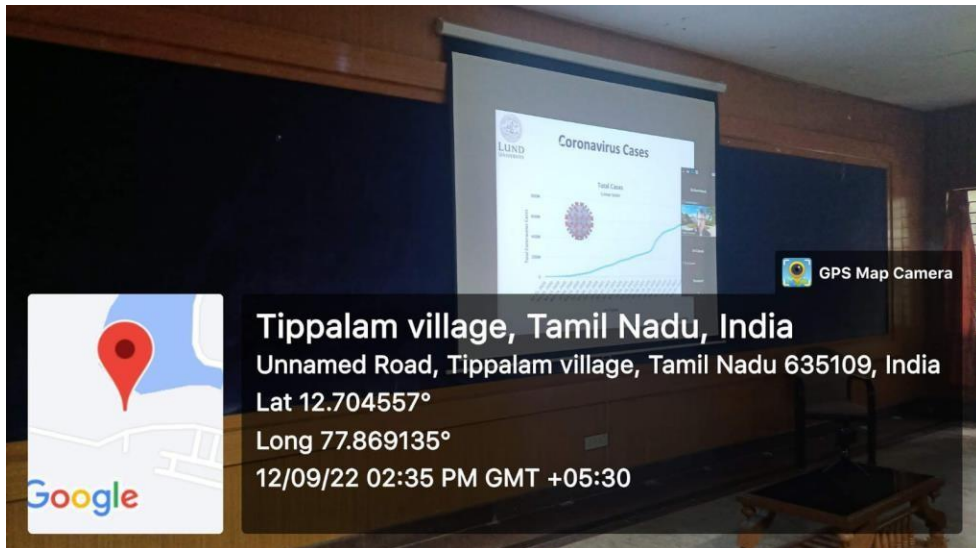 LUND
UNIVERSITY
Coronavirus Cases
Total Cases
GPS Map Camera
Tippalam village, Tamil Nadu, India
Unnamed Road, Tippalam village, Tamil Nadu 635109, India
Lat 12.704557°
Long 77.869135°
12/09/22 02:35 PM GMT +05:30
Google